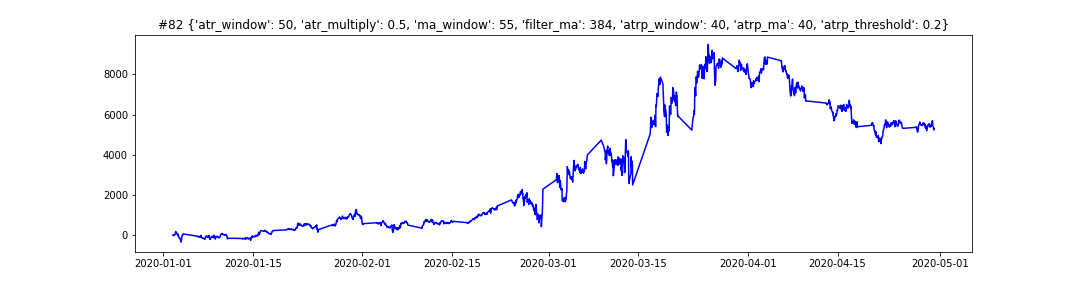 #82 {'atr_window': 50, 'atr_multiply': 0.5, 'ma_window': 55, 'filter_ma': 384, 'atrp_window': 40, 'atrp_ma': 40, 'atrp_threshold': 0.2}
8000
6000
4000
2000
0
2020-01-01 2020-01-15 2020-02-01 2020-02-15 2020-03-01 2020-03-15 2020-04-01 2020-04-15 2020-05-01